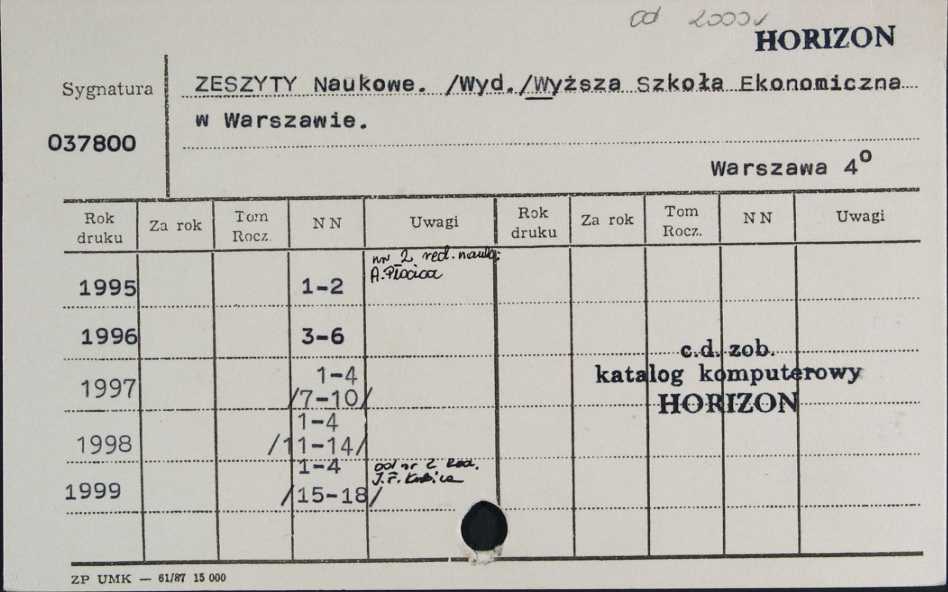 od 2000
HORIZON
Sygnatura
ZESZYTY Naukowe. /Wyd./Wyższa Szkoła Ekonomiczna
w Warszawie.
037800
Warszawa 4°
Rok druku Za rok Tom Rocz. NN Uwagi Rok druku Za rok Tom Rocz. NN Uwagi
nr 2 red. nauk:
A.
1995 1-2
1996 3-6
c.d. zob.
katalog komputerowy
HORIZON
1997 1-4
/7-10/
1-4
1998 /11-14/
1-4 od nr 2 Red.
J. F.
1999 /15-18/
ZP UMK — 61/87 15 000